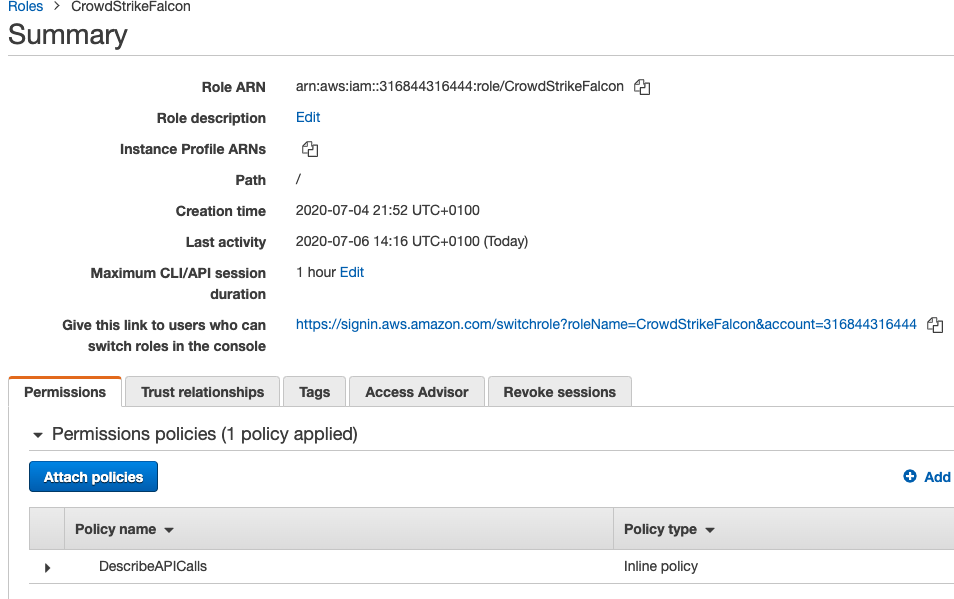 Roles > CrowdStrikeFalcon
Summary
Role ARN arn:aws:iam::316844316444:role/CrowdStrikeFalcon
Role description Edit
Instance Profile ARNs
Path /
Creation time 2020-07-04 21:52 UTC+0100
Last activity 2020-07-06 14:16 UTC+0100 (Today)
Maximum CLI/API session duration 1 hour Edit
Give this link to users who can switch roles in the console https://signin.aws.amazon.com/switchrole?roleName=CrowdStrikeFalcon&account=316844316444
Permissions Trust relationships Tags Access Advisor Revoke sessions
Permissions policies (1 policy applied)
Attach policies Add
Policy name Policy type
DescribeAPICalls Inline policy